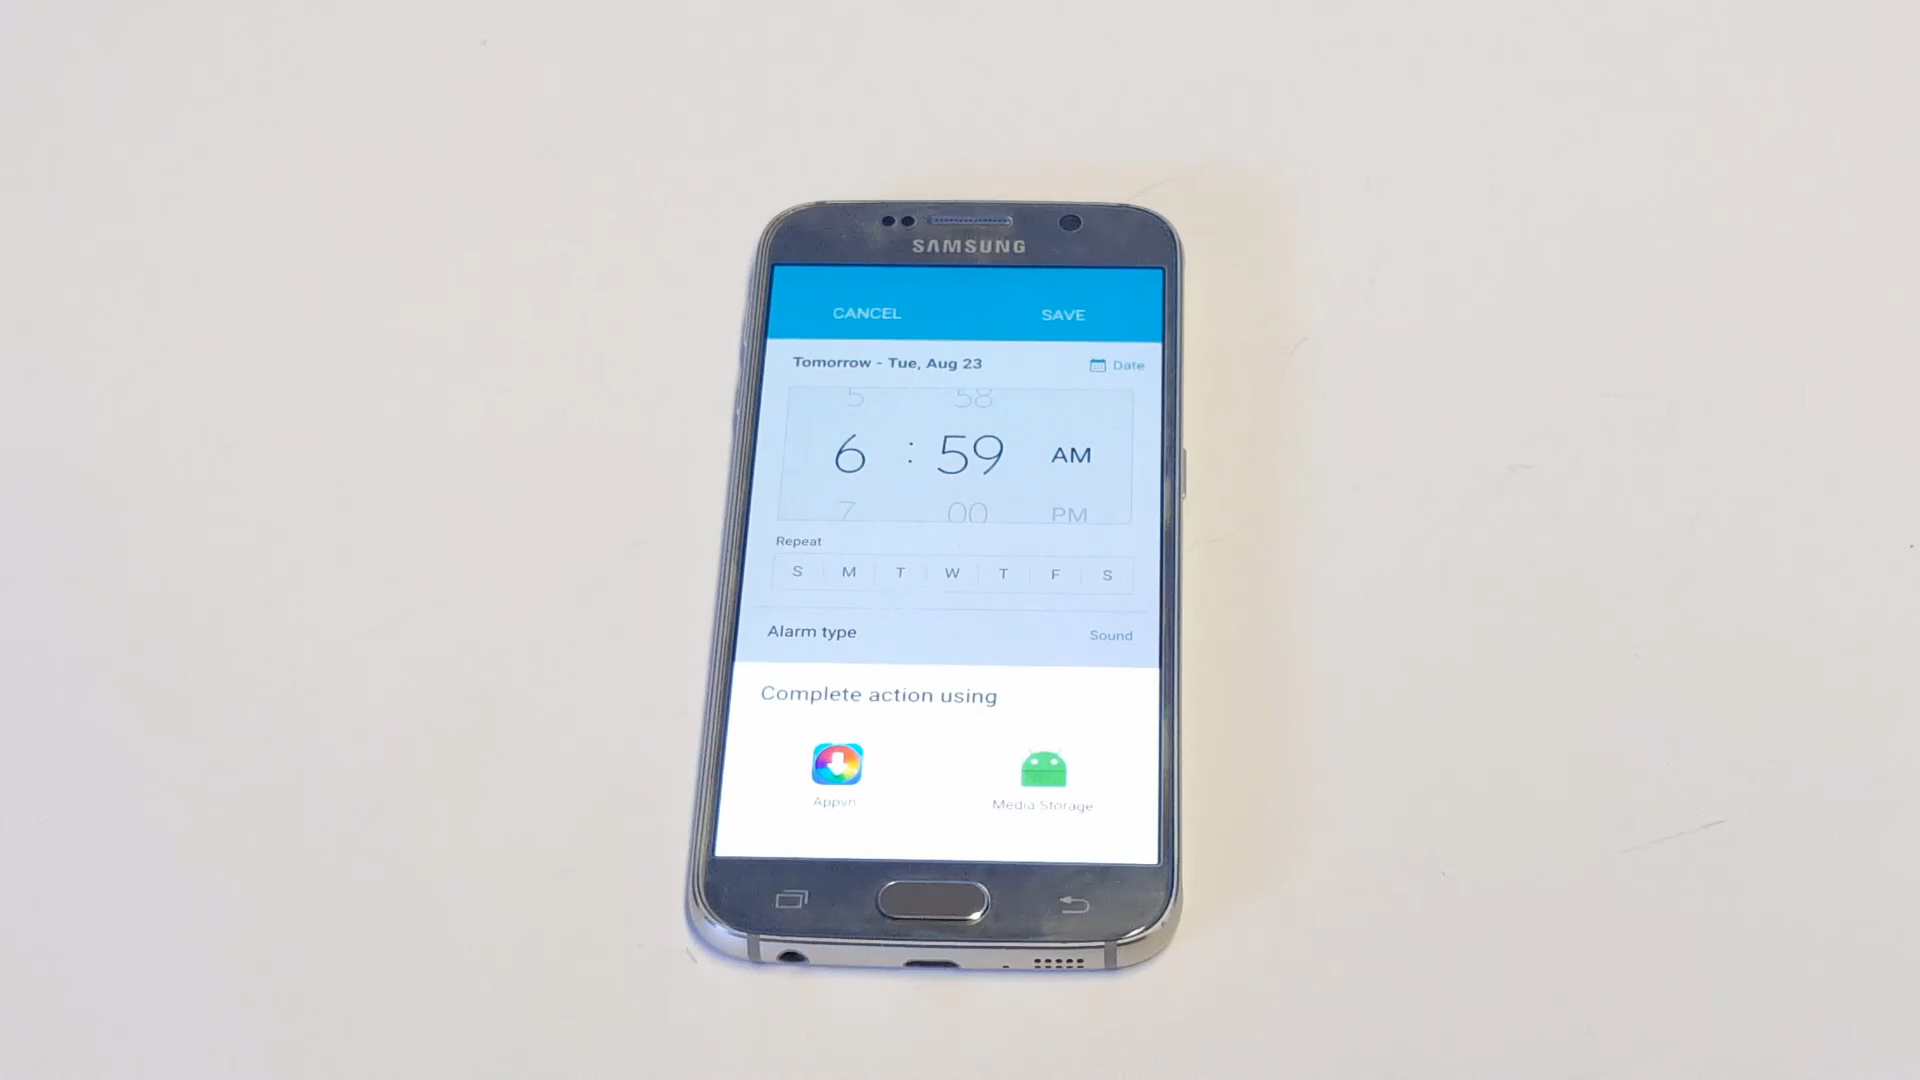 SAMSUNG
CANCEL SAVE
Tomorrow - Tue, Aug 23 Date
5 58
6 : 59 AM
7 00 PM
Repeat
S M T W T F S
Alarm type Sound
Complete action using
Appvn Media Storage